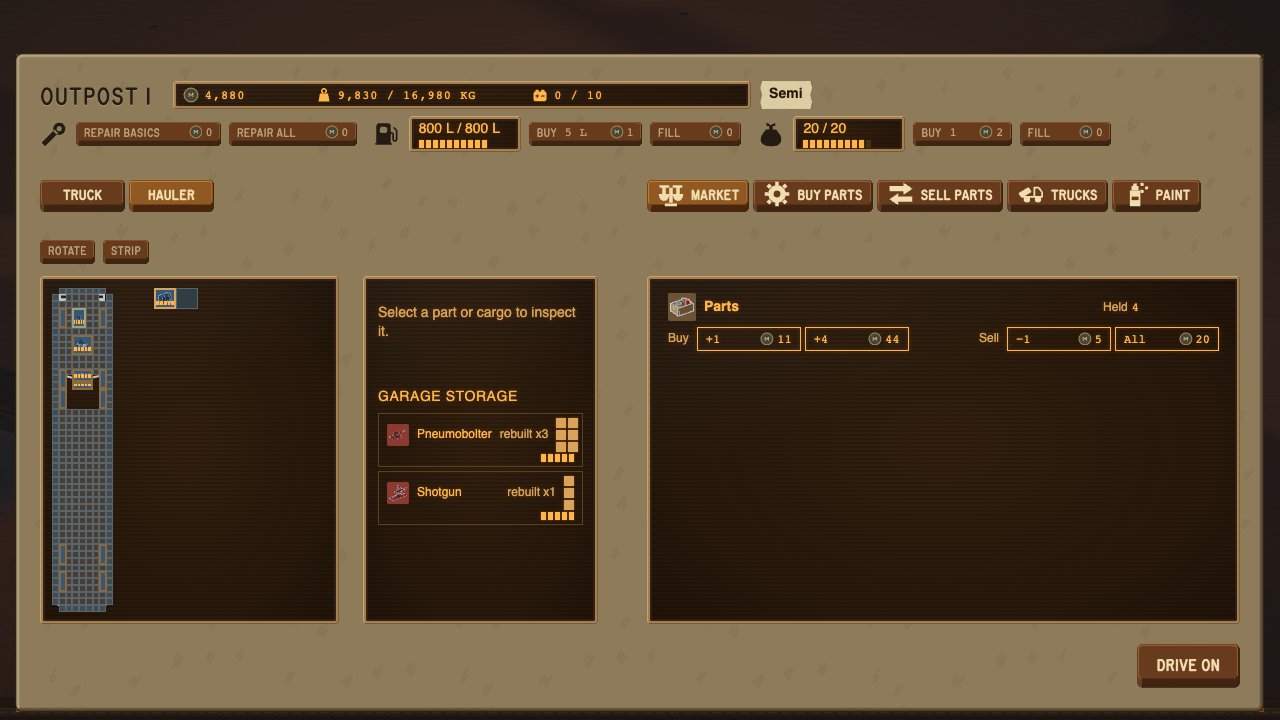 OUTPOST 1
4,880
9,830 / 16,980 KG
0 / 10
Semi
REPAIR BASICS 0
REPAIR ALL 0
800 L / 800 L
BUY 5 L 1
FILL 0
20 / 20
BUY 1 2
FILL 0
TRUCK
HAULER
MARKET
BUY PARTS
SELL PARTS
TRUCKS
PAINT
ROTATE
STRIP
Select a part or cargo to inspect
it.
GARAGE STORAGE
Pneumobolter rebuilt x3
Shotgun rebuilt x1
Parts
Held 4
Buy +1 11 +4 44
Sell -1 5 All 20
DRIVE ON